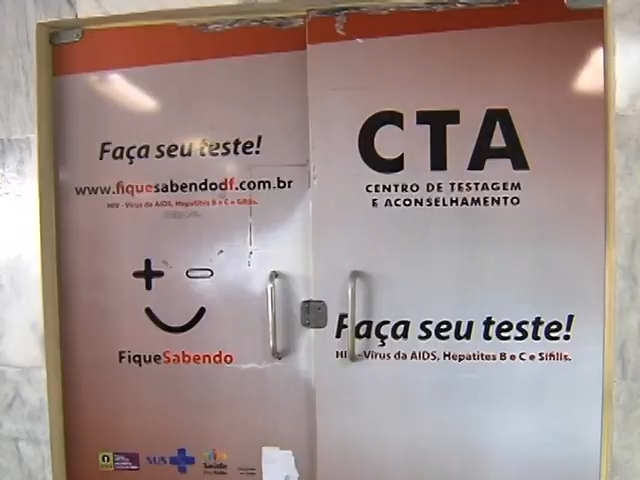 Faça seu teste!
www.fiquesabendodf.com.br
HIV - Vírus da AIDS, Hepatites B e C e Sífilis.
FiqueSabendo
SUS
Saúde
CTA
CENTRO DE TESTAGEM
E ACONSELHAMENTO
Faça seu teste!
HIV - Vírus da AIDS, Hepatites B e C e Sífilis.